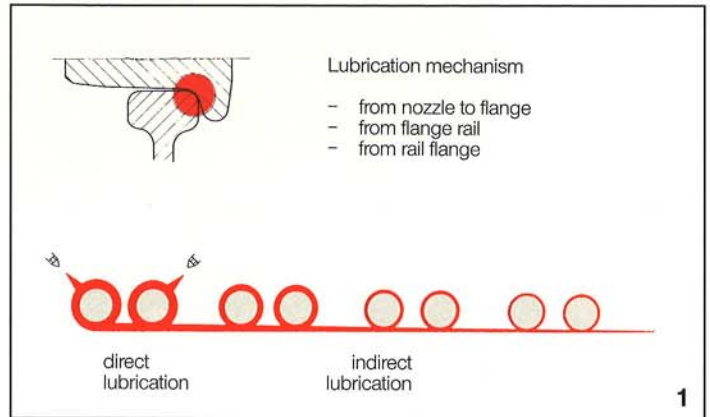 Lubrication mechanism
- from nozzle to flange
- from flange rail
- from rail flange
direct
lubrication
indirect
lubrication
1